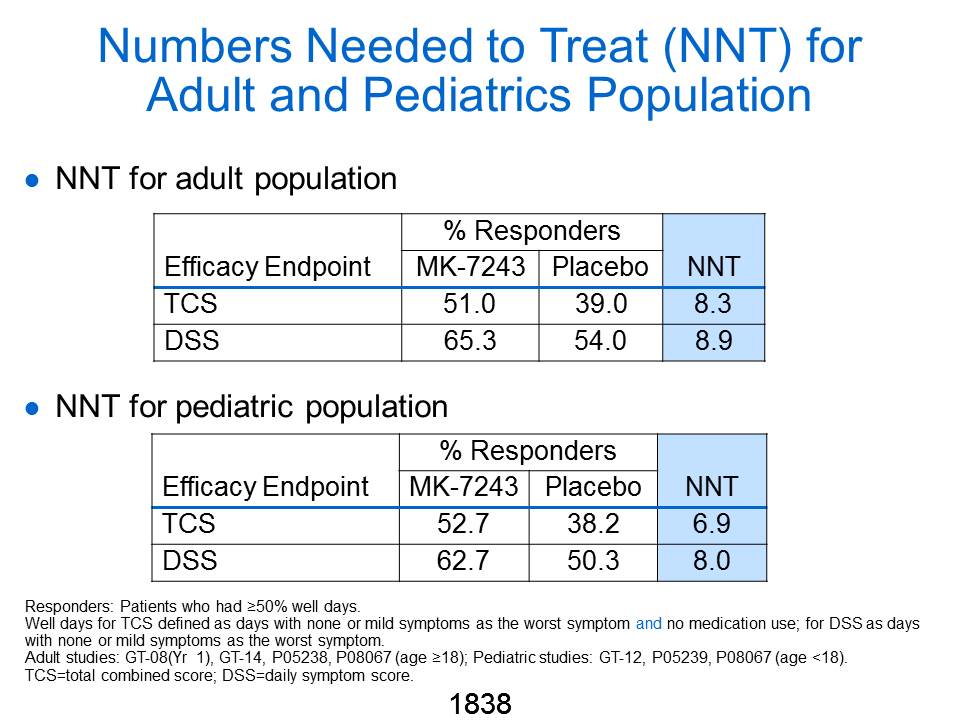 Numbers Needed to Treat (NNT) for
Adult and Pediatrics Population
● NNT for adult population
% Responders
Efficacy Endpoint MK-7243 Placebo NNT
TCS 51.0 39.0 8.3
DSS 65.3 54.0 8.9
● NNT for pediatric population
% Responders
Efficacy Endpoint MK-7243 Placebo NNT
TCS 52.7 38.2 6.9
DSS 62.7 50.3 8.0
Responders: Patients who had ≥50% well days.
Well days for TCS defined as days with none or mild symptoms as the worst symptom and no medication use; for DSS as days
with none or mild symptoms as the worst symptom.
Adult studies: GT-08(Yr 1), GT-14, P05238, P08067 (age ≥18); Pediatric studies: GT-12, P05239, P08067 (age <18).
TCS=total combined score; DSS=daily symptom score.
1838